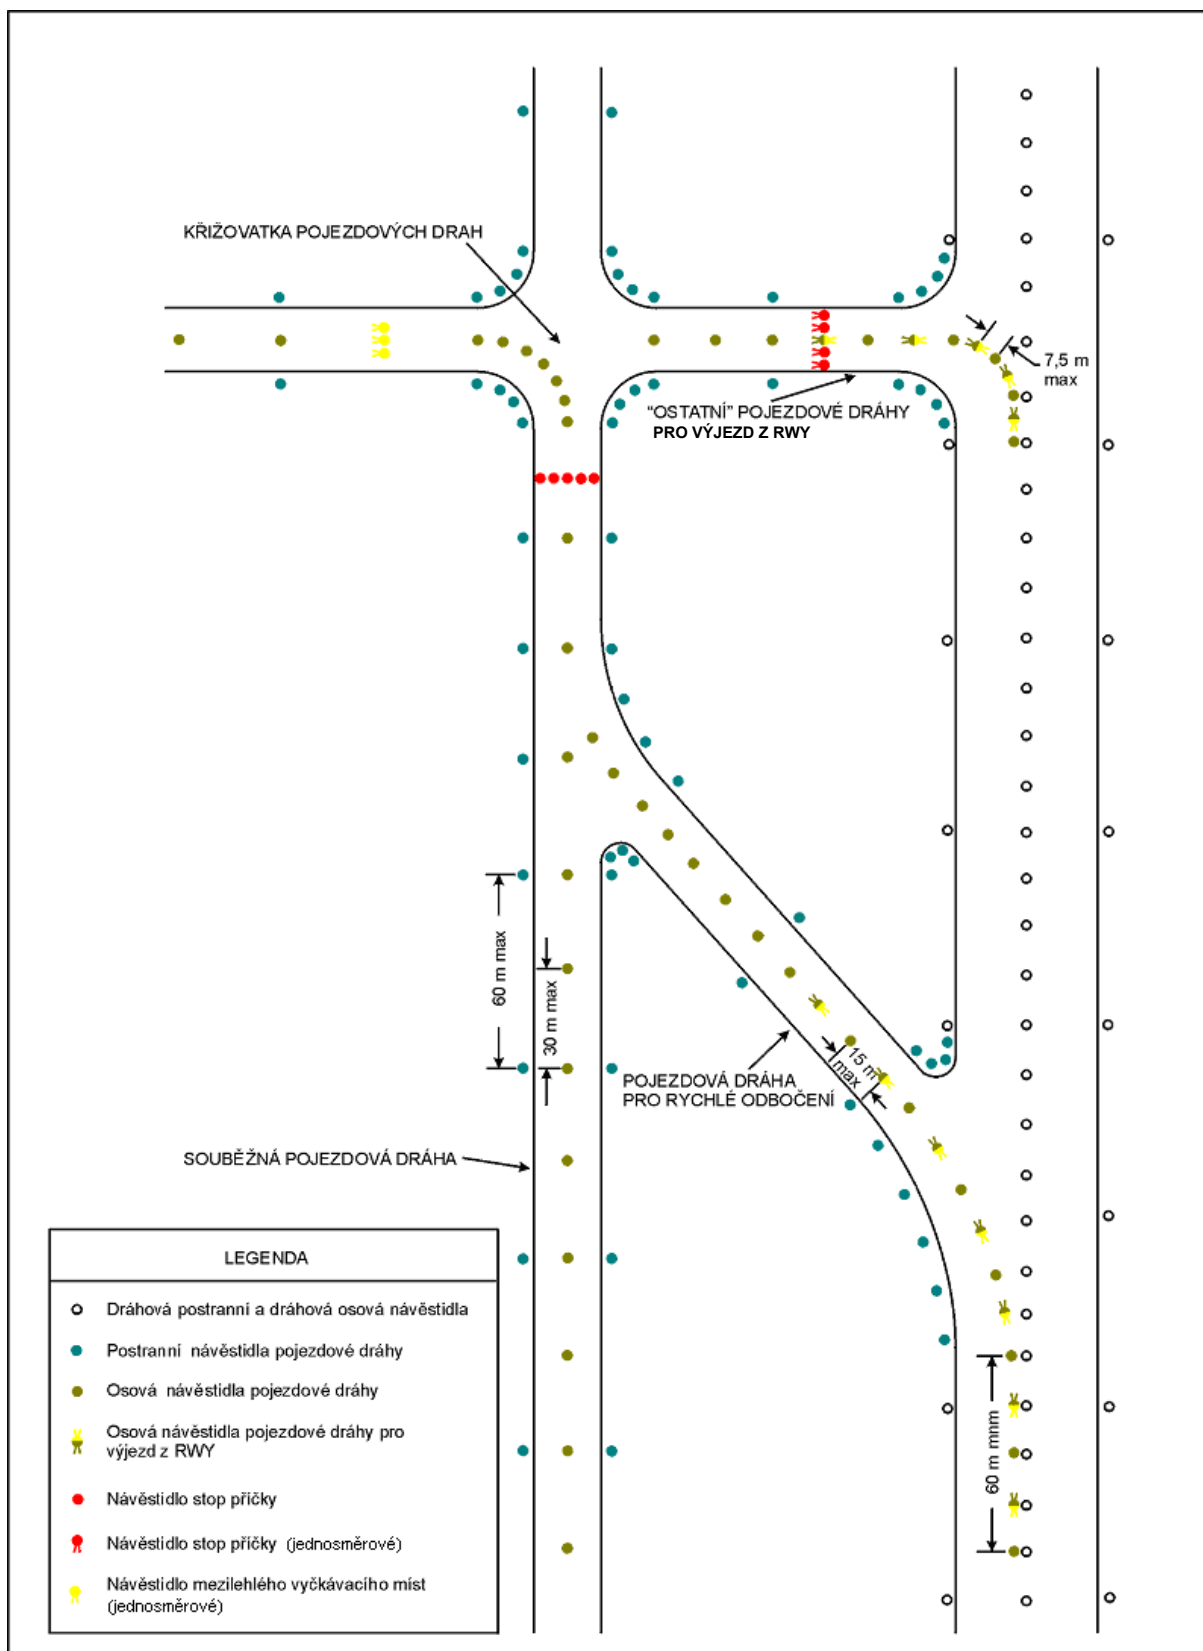 KŘIŽOVATKA POJEZDOVÝCH DRAH
7,5 m
max
"OSTATNÍ" POJEZDOVÉ DRÁHY
PRO VÝJEZD Z RWY
60 m max
30 m max
15 m
max
POJEZDOVÁ DRÁHA
PRO RYCHLÉ ODBOČENÍ
SOUBĚŽNÁ POJEZDOVÁ DRÁHA
60 m mnm
LEGENDA
Dráhová postranní a dráhová osová návěstidla
Postranní návěstidla pojezdové dráhy
Osová návěstidla pojezdové dráhy
Osová návěstidla pojezdové dráhy pro
výjezd z RWY
Návěstidlo stop příčky
Návěstidlo stop příčky (jednosměrové)
Návěstidlo mezilehlého vyčkávacího míst
(jednosměrové)